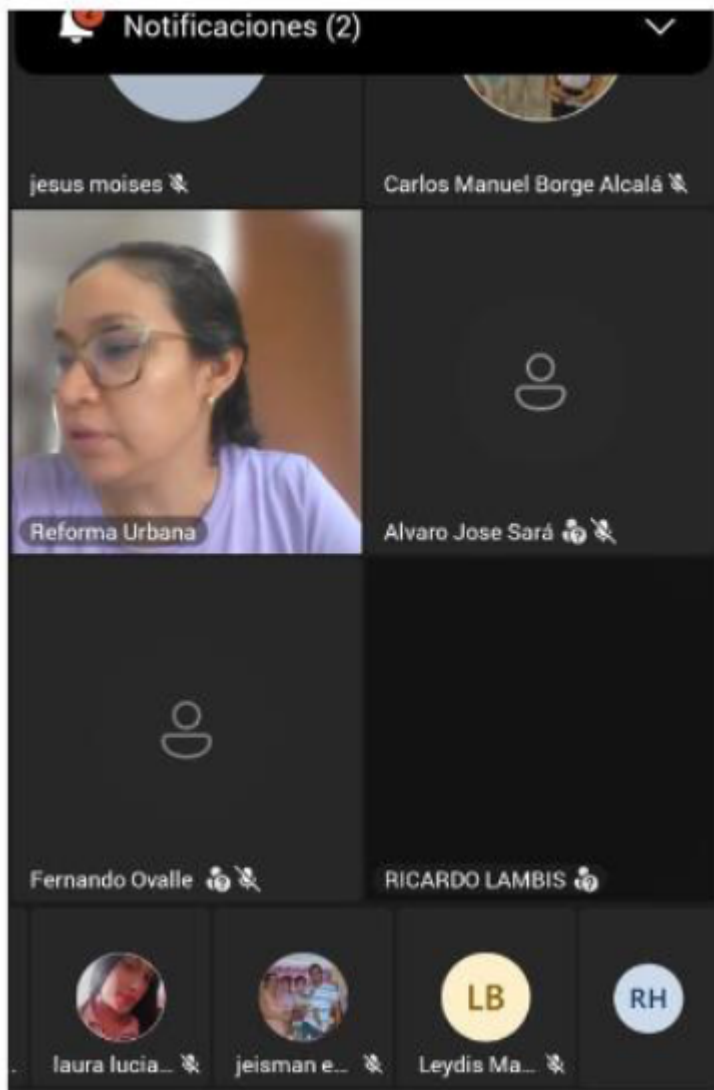 Notificaciones (2)
jesus moises
Carlos Manuel Borge Alcalá
Reforma Urbana
Alvaro Jose Sará
Fernando Ovalle
RICARDO LAMBIS
LB
RH
laura lucia...
jeisman e...
Leydis Ma...